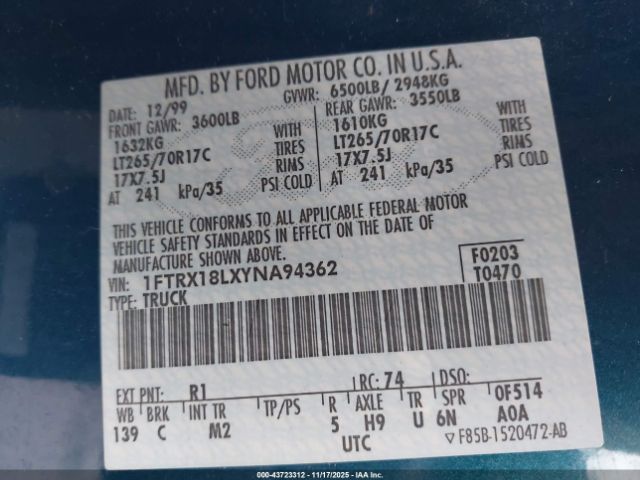 MFD. BY FORD MOTOR CO. IN U.S.A.
DATE: 12/99 GVWR: 6500LB/ 2948KG
FRONT GAWR: 3600LB REAR GAWR: 3550LB
1632KG WITH 1610KG WITH
LT265/70R17C TIRES LT265/70R17C TIRES
17X7.5J RIMS 17X7.5J RIMS
AT 241 kPa/35 PSI COLD AT 241 kPa/35 PSI COLD
THIS VEHICLE CONFORMS TO ALL APPLICABLE FEDERAL MOTOR
VEHICLE SAFETY STANDARDS IN EFFECT ON THE DATE OF
MANUFACTURE SHOWN ABOVE.
VIN: 1FTRX18LXYNA94362 F0203
TYPE: TRUCK T0470
EXT PNT: R1 RC: 74 DSO:
WB BRK INT TR TP/PS R AXLE TR SPR 0F514
139 C M2 5 H9 U 6N A0A
UTC ▽F85B-1520472-AB
000-43723312 - 11/17/2025 - IAAI.COM